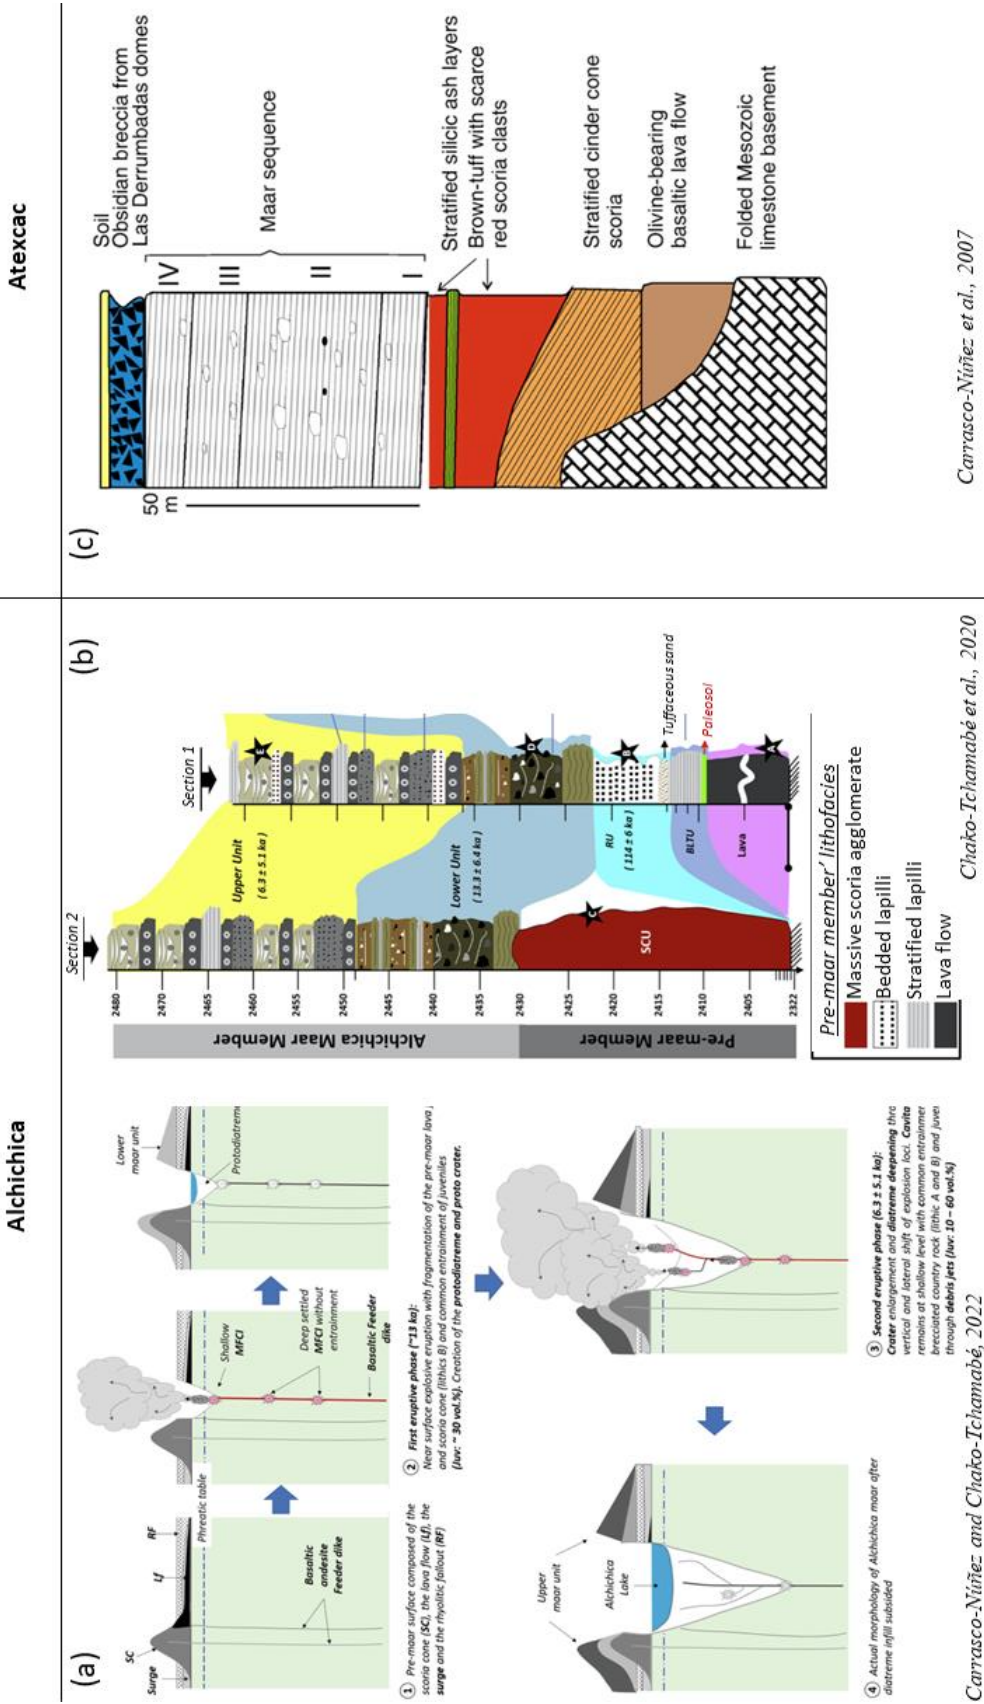 Alchichica
Atexcac
(a)
SC
Surge
Lf
RF
Phreatic table
Basaltic
andesite
Feeder dike
Shallow
MFCI
Deep settled
MFCI without
entrainment
Basaltic Feeder
dike
Lower
maar unit
Protodiatreme
1 Pre-maar surface composed of the
scoria cone (SC), the lava flow (Lf), the
surge and the rhyolitic fallout (RF)
2 First eruptive phase (~13 ka):
Near surface explosive eruption with fragmentation of the pre-maar lava
and scoria cone (lithics B) and common entrainment of juveniles
(Juv: ~ 30 vol.%). Creation of the protodiatreme and proto crater.
Upper
maar unit
Alchichica
Lake
4 Actual morphology of Alchichica maar after
diatreme infill subsided
3 Second eruptive phase (6.3 ± 5.1 ka):
Crater enlargement and diatreme deepening thro
vertical and lateral shift of explosion loci. Cavita
remains at shallow level with common entrainmer
brecciated country rock (lithic A and B) and juve
through debris jets (Juv: 10 – 60 vol.%)
Carrasco-Núñez and Chako-Tchamabé, 2022
(b)
Section 2
Section 1
Alchichica Maar Member
Pre-maar Member
2480
2470
2465
2460
2455
2450
2445
2440
2435
2430
2425
2420
2415
2410
2405
2322
Upper Unit
( 6.3 ± 5.1 ka )
Lower Unit
( 13.3 ± 6.4 ka )
RU
( 114 ± 6 ka )
BLTU
Lava
SCU
A
B
C
D
E
Tuffaceous sand
Paleosol
Pre-maar member' lithofacies
Massive scoria agglomerate
Bedded lapilli
Stratified lapilli
Lava flow
Chako-Tchamabé et al., 2020
(c)
50
m
Soil
Obsidian breccia from
Las Derrumbadas domes
IV
III
II
I
Maar sequence
Stratified silicic ash layers
Brown-tuff with scarce
red scoria clasts
Stratified cinder cone
scoria
Olivine-bearing
basaltic lava flow
Folded Mesozoic
limestone basement
Carrasco-Núñez et al., 2007